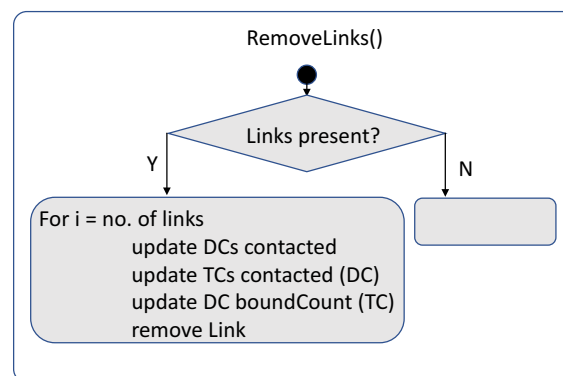 RemoveLinks()
Links present?
Y
N
For i = no. of links
update DCs contacted
update TCs contacted (DC)
update DC boundCount (TC)
remove Link